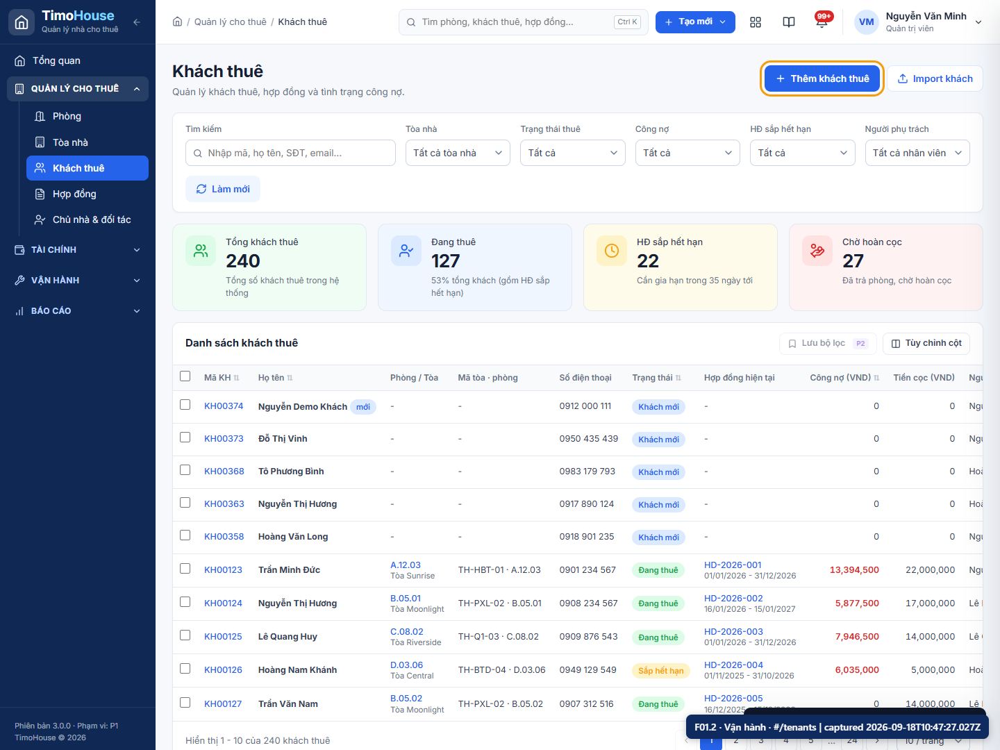 TimoHouse
Quản lý nhà cho thuê
Tổng quan
QUẢN LÝ CHO THUÊ
Phòng
Tòa nhà
Khách thuê
Hợp đồng
Chủ nhà & đối tác
TÀI CHÍNH
VẬN HÀNH
BÁO CÁO
Phiên bản 3.0.0 · Phạm vi: P1
TimoHouse © 2026
/ Quản lý cho thuê / Khách thuê
Tìm phòng, khách thuê, hợp đồng...
Ctrl K
Tạo mới
99+
VM
Nguyễn Văn Minh
Quản trị viên
Khách thuê
Quản lý khách thuê, hợp đồng và tình trạng công nợ.
Thêm khách thuê
Import khách
Tìm kiếm
Tòa nhà
Trạng thái thuê
Công nợ
HĐ sắp hết hạn
Người phụ trách
Nhập mã, họ tên, SĐT, email...
Tất cả tòa nhà
Tất cả
Tất cả
Tất cả
Tất cả nhân viên
Làm mới
Tổng khách thuê
240
Tổng số khách thuê trong hệ
thống
Đang thuê
127
53% tổng khách (gồm HĐ sắp
hết hạn)
HĐ sắp hết hạn
22
Cần gia hạn trong 35 ngày tới
Chờ hoàn cọc
27
Đã trả phòng, chờ hoàn cọc
Danh sách khách thuê
Lưu bộ lọc P2
Tùy chỉnh cột
Mã KH Họ tên Phòng / Tòa Mã tòa · phòng Số điện thoại Trạng thái Hợp đồng hiện tại Công nợ (VND) Tiền cọc (VND)
KH00374 Nguyễn Demo Khách mới - - 0912 000 111 Khách mới - 0 0
KH00373 Đỗ Thị Vinh - - 0950 435 439 Khách mới - 0 0
KH00368 Tô Phương Bình - - 0983 179 793 Khách mới - 0 0
KH00363 Nguyễn Thị Hương - - 0917 890 124 Khách mới - 0 0
KH00358 Hoàng Văn Long - - 0918 901 235 Khách mới - 0 0
KH00123 Trần Minh Đức A.12.03 TH-HBT-01 · A.12.03 0901 234 567 Đang thuê HD-2026-001 13,394,500 22,000,000
Tòa Sunrise 01/01/2026 - 31/12/2026
KH00124 Nguyễn Thị Hương B.05.01 TH-PXL-02 · B.05.01 0908 234 567 Đang thuê HD-2026-002 5,877,500 17,000,000 Lê
Tòa Moonlight 16/01/2026 - 15/01/2027
KH00125 Lê Quang Huy C.08.02 TH-Q1-03 · C.08.02 0909 876 543 Đang thuê HD-2026-003 7,946,500 14,000,000 Lê
Tòa Riverside 01/01/2026 - 31/12/2026
KH00126 Hoàng Nam Khánh D.03.06 TH-BTD-04 · D.03.06 0949 129 549 Sắp hết hạn HD-2026-004 6,035,000 5,000,000
Tòa Central 01/11/2025 - 31/10/2026
KH00127 Trần Văn Nam B.05.02 TH-PXL-02 · B.05.02 0907 312 516 Đang thuê HD-2026-005 0 14,000,000
Tòa Moonlight
Hiển thị 1 - 10 của 240 khách thuê
1 2 3 4 5 ... 24 10 / trang
F01.2 · Vận hành · #/tenants | captured 2026-09-18T10:47:27.027Z